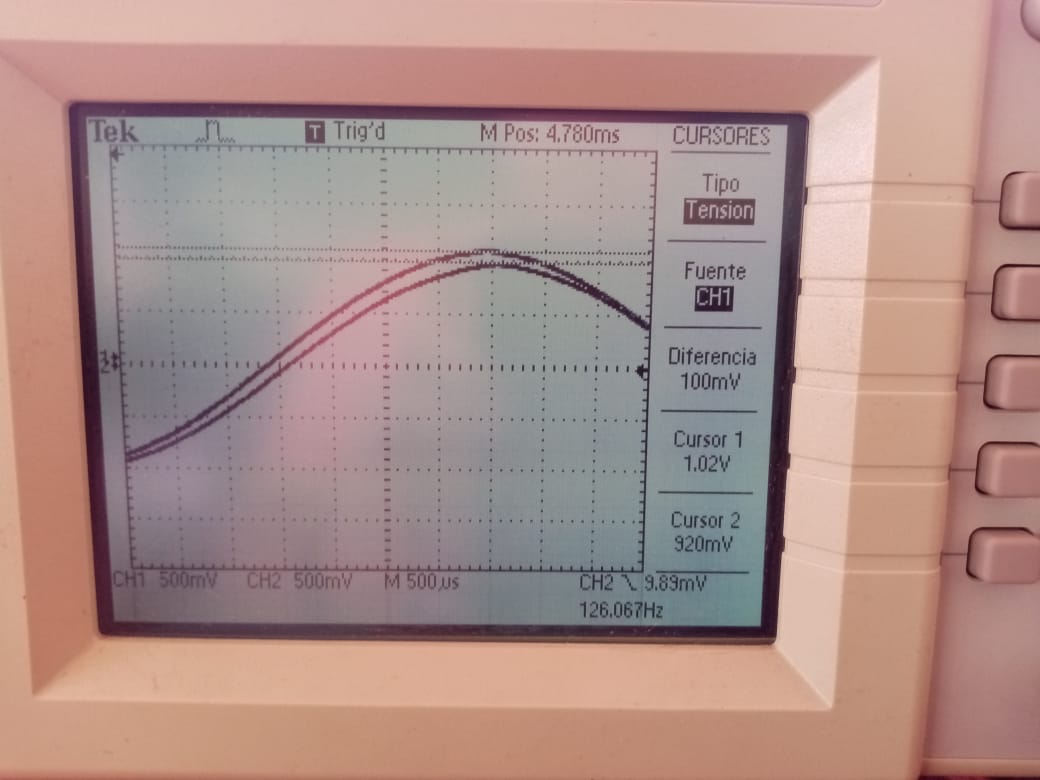 Tek T Trig'd M Pos: 4.780ms CURSORES
Tipo
Tension
Fuente
CH1
Diferencia
100mV
Cursor 1
1.02V
Cursor 2
920mV
CH1 500mV CH2 500mV M 500µs CH2 9.89mV
126.067Hz